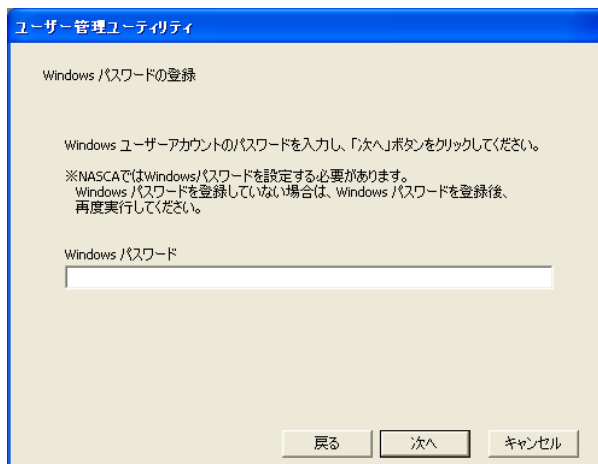 ユーザー管理ユーティリティ
Windows パスワードの登録
Windows ユーザーアカウントのパスワードを入力し、「次へ」ボタンをクリックしてください。
※NASCAではWindowsパスワードを設定する必要があります。
Windows パスワードを登録していない場合は、Windows パスワードを登録後、
再度実行してください。
Windows パスワード
戻る 次へ キャンセル